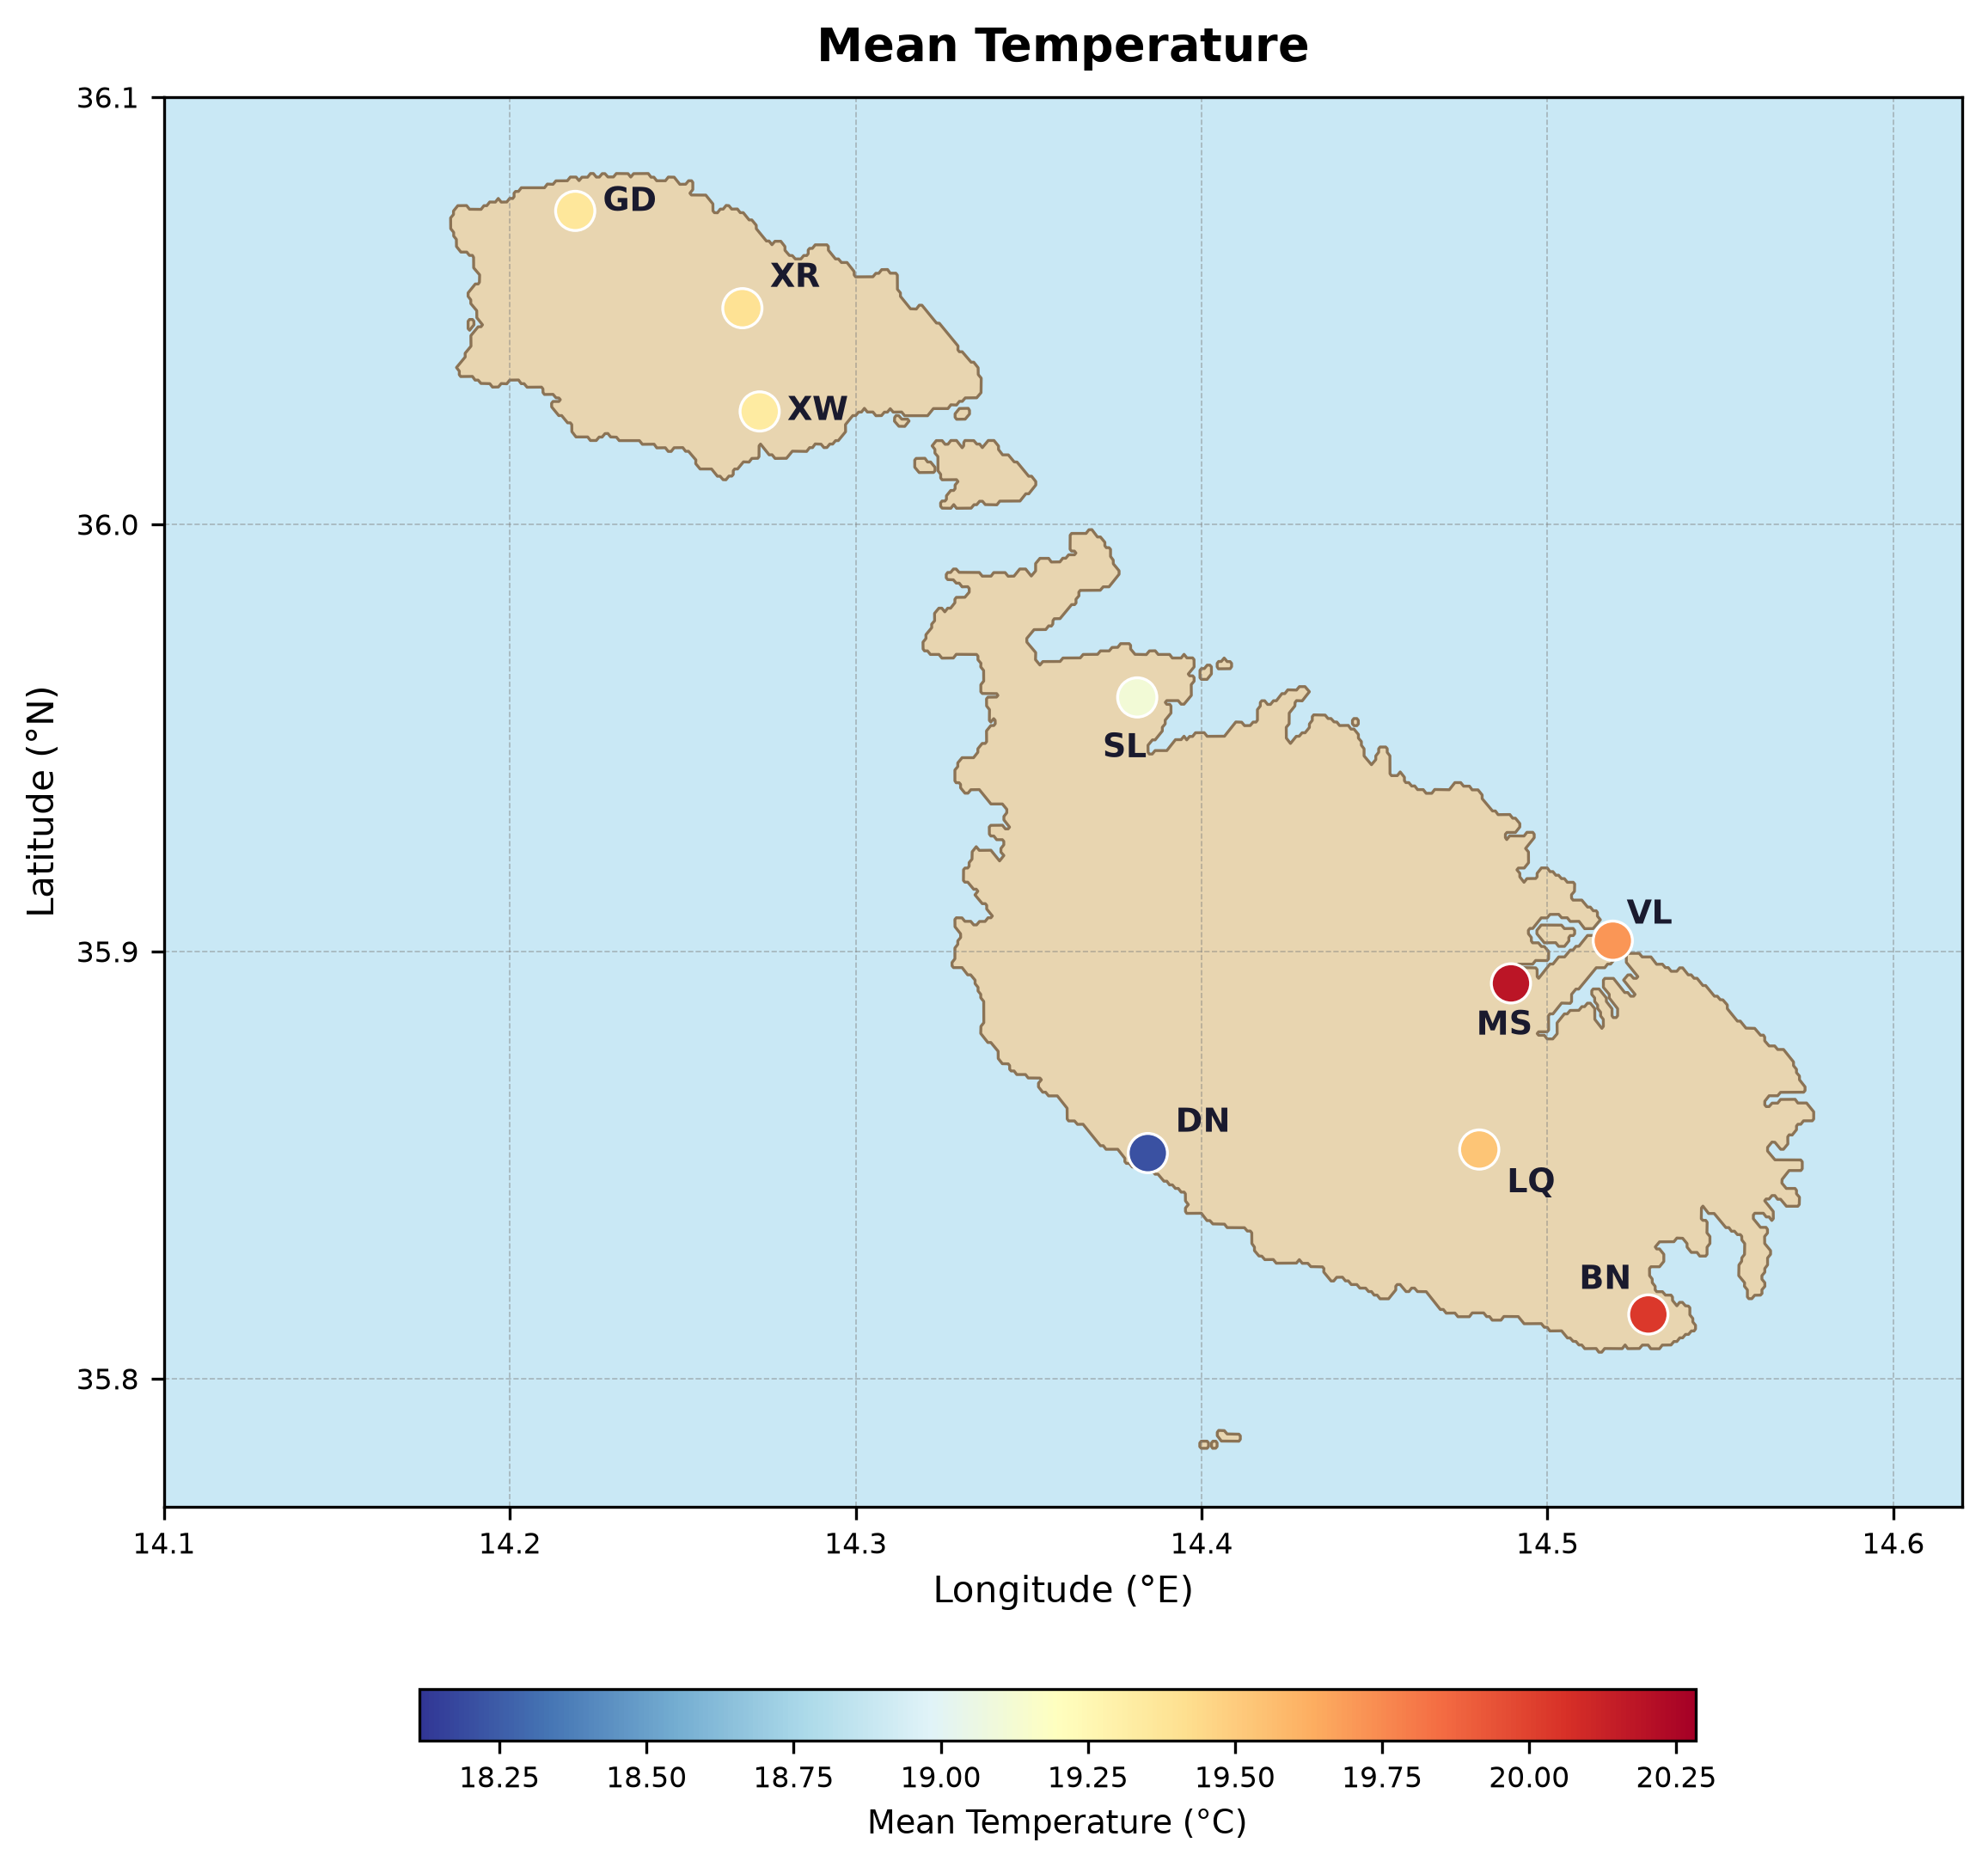 Mean Temperature
36.1
36.0
35.9
35.8
Latitude (°N)
GD
XR
XW
SL
VL
MS
DN
LQ
BN
14.1 14.2 14.3 14.4 14.5 14.6
Longitude (°E)
18.25 18.50 18.75 19.00 19.25 19.50 19.75 20.00 20.25
Mean Temperature (°C)